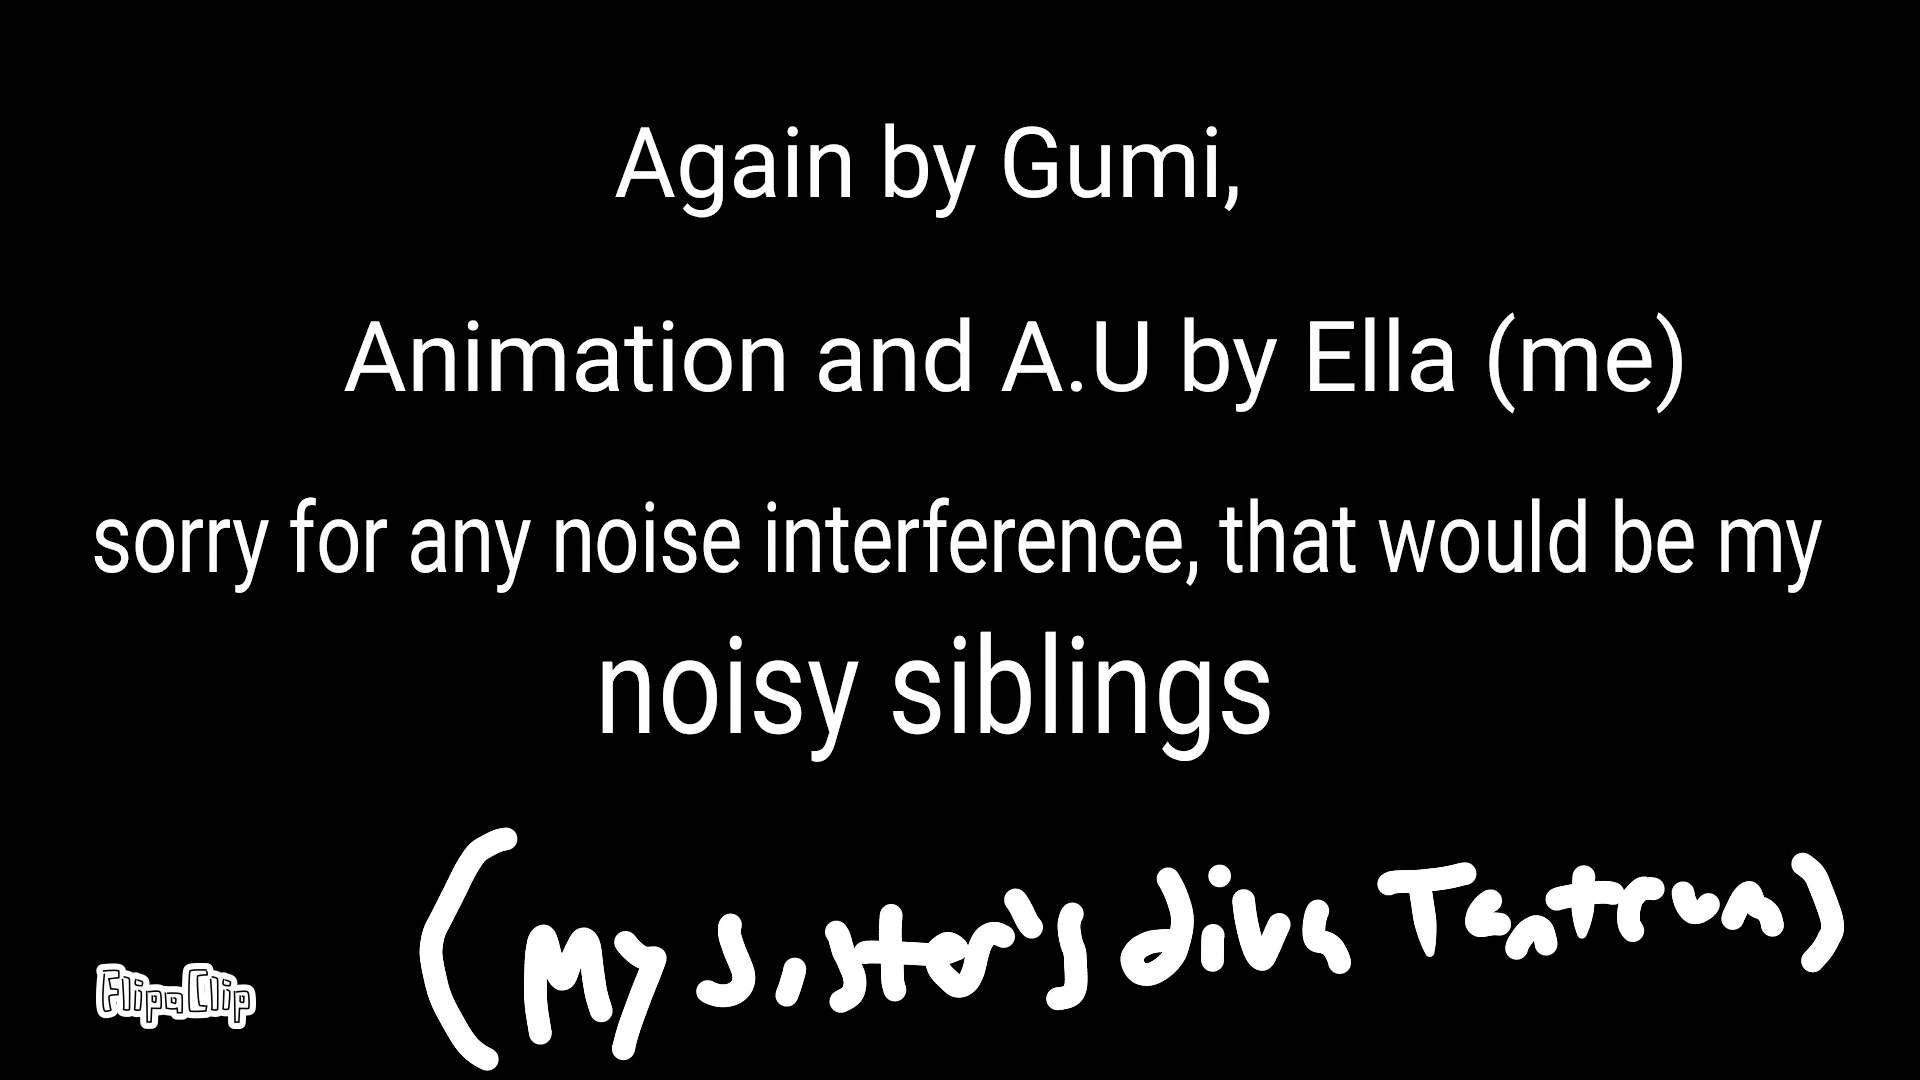 Again by Gumi,
Animation and A.U by Ella (me)
sorry for any noise interference, that would be my
noisy siblings
(My sister's diva Tantrum)
FlipaClip